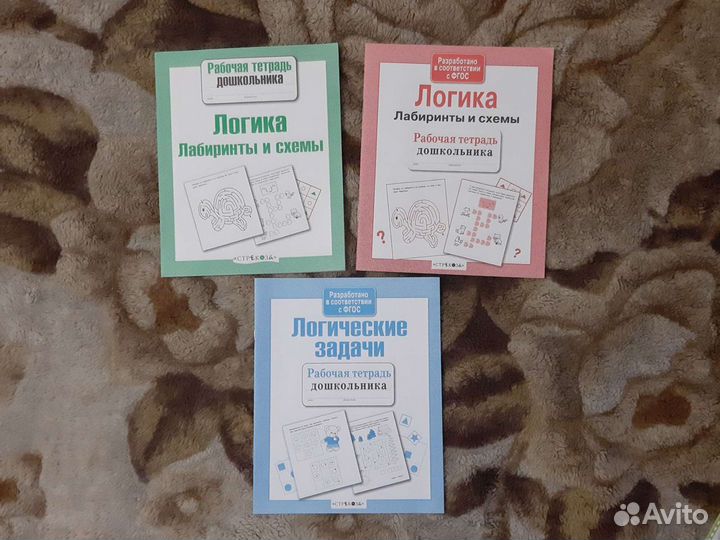 Рабочая тетрадь
дошкольника
Логика
Лабиринты и схемы
«СТРЕКОЗА»
Разработано
в соответствии
с ФГОС
Логика
Лабиринты и схемы
Рабочая тетрадь
дошкольника
?
?
«СТРЕКОЗА»
Разработано
в соответствии
с ФГОС
Логические
задачи
Рабочая тетрадь
дошкольника
«СТРЕКОЗА»
Avito